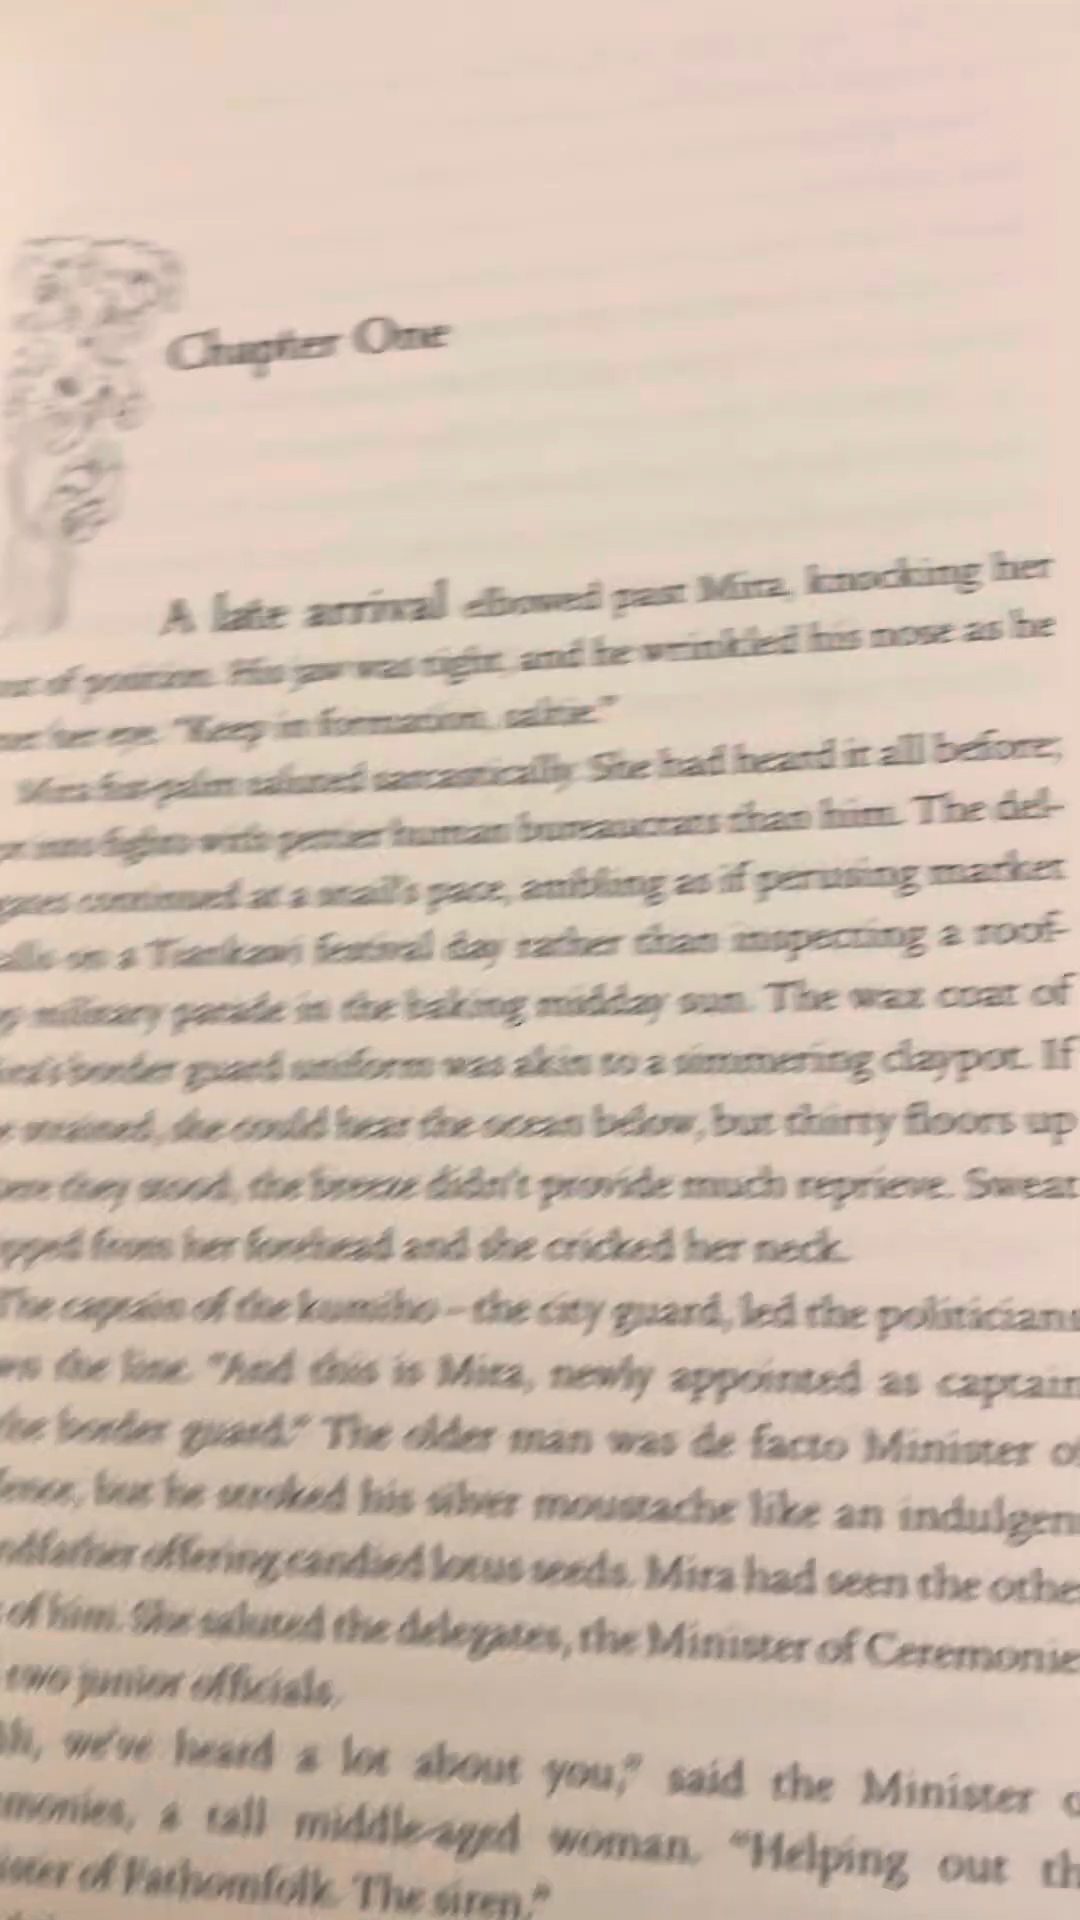 Chapter One
A late arrival elbowed past Mira, knocking her
of position. His jaw was tight, and he wrinkled his nose as he
her eye. "Keep in formation, saltie."
Mira saluted sarcastically. She had heard it all before;
fights with pettier human bureaucrats than him. The del-
continued at a snail's pace, ambling as if perusing market
on a Tiankawi festival day rather than inspecting a roof-
military parade in the baking midday sun. The wax coat of
border guard uniform was akin to a simmering claypot. If
strained, she could hear the ocean below, but thirty floors up
they stood, the breeze didn't provide much reprieve. Sweat
from her forehead and she cricked her neck.
The captain of the kumiho – the city guard, led the politicians
the line. "And this is Mira, newly appointed as captain
border guard." The older man was de facto Minister of
but he stroked his silver moustache like an indulgen
offering candied lotus seeds. Mira had seen the othe
of him. She saluted the delegates, the Minister of Ceremonie
two junior officials.
we've heard a lot about you," said the Minister o
monies, a tall middle-aged woman. "Helping out th
of Fathomfolk. The siren."